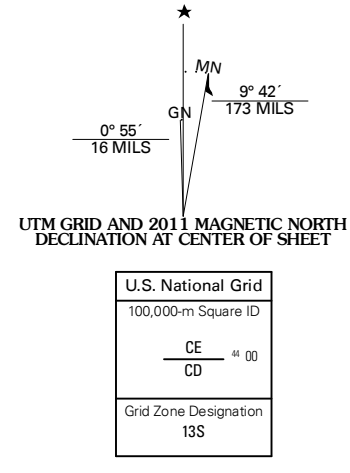 ★
MN
GN
9° 42´
173 MILS
0° 55´
16 MILS
UTM GRID AND 2011 MAGNETIC NORTH
DECLINATION AT CENTER OF SHEET
U.S. National Grid
100,000-m Square ID
CE
44 00
CD
Grid Zone Designation
13S